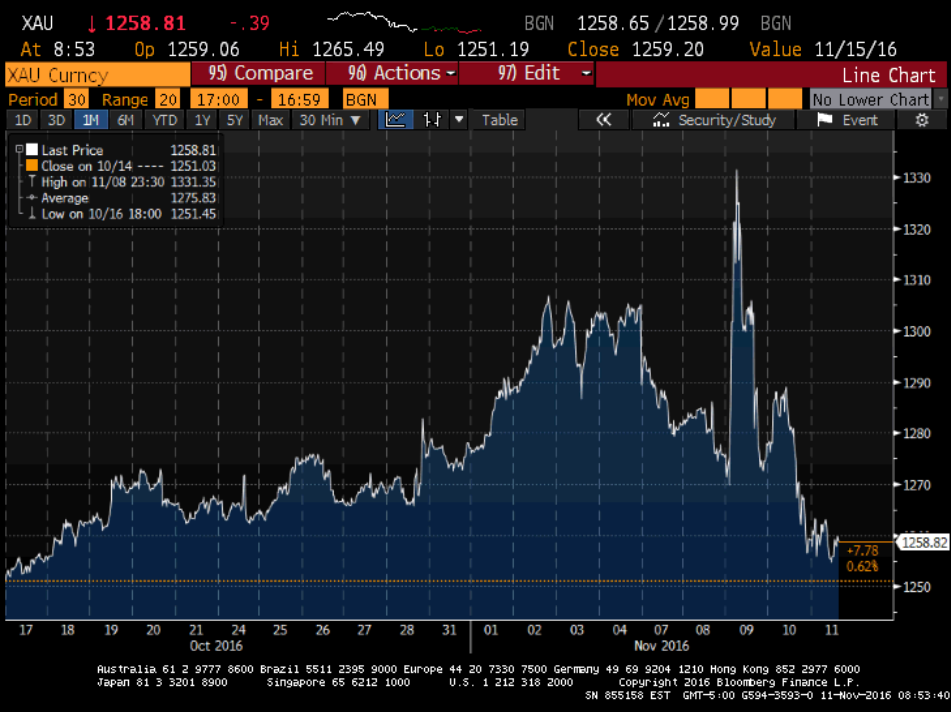 XAU ↓ 1258.81 -.39 BGN 1258.65/1258.99 BGN
At 8:53 Op 1259.06 Hi 1265.49 Lo 1251.19 Close 1259.20 Value 11/15/16
XAU Curncy 95) Compare 96) Actions 97) Edit Line Chart
Period 30 Range 20 17:00 - 16:59 BGN Mov Avg No Lower Chart
1D 3D 1M 6M YTD 1Y 5Y Max 30 Min ▼ Table « Security/Study Event
Last Price 1258.81
Close on 10/14 ---- 1251.03
High on 11/08 23:30 1331.35
Average 1275.83
Low on 10/16 18:00 1251.45
1330
1320
1310
1300
1290
1280
1270
1258.82
+7.78
0.62%
1250
17 18 19 20 21 24 25 26 27 28 31 01 02 03 04 07 08 09 10 11
Oct 2016 Nov 2016
Australia 61 2 9777 8600 Brazil 5511 2395 9000 Europe 44 20 7330 7500 Germany 49 69 9204 1210 Hong Kong 852 2977 6000
Japan 81 3 3201 8900 Singapore 65 6212 1000 U.S. 1 212 318 2000 Copyright 2016 Bloomberg Finance L.P.
SN 855158 EST GMT-5:00 G594-3593-0 11-Nov-2016 08:53:40